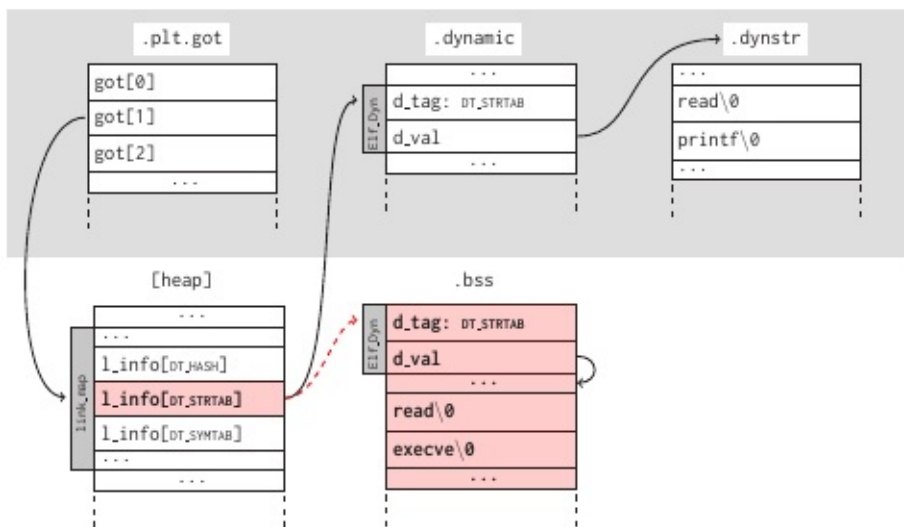 .plt.got
got[0]
got[1]
got[2]
...
.dynamic
...
Elf_Dyn
d_tag: DT_STRTAB
d_val
...
.dynstr
...
read\0
printf\0
...
[heap]
...
link_map
...
l_info[DT_HASH]
l_info[DT_STRTAB]
l_info[DT_SYMTAB]
...
...
.bss
Elf_Dyn
d_tag: DT_STRTAB
d_val
...
read\0
execve\0
...